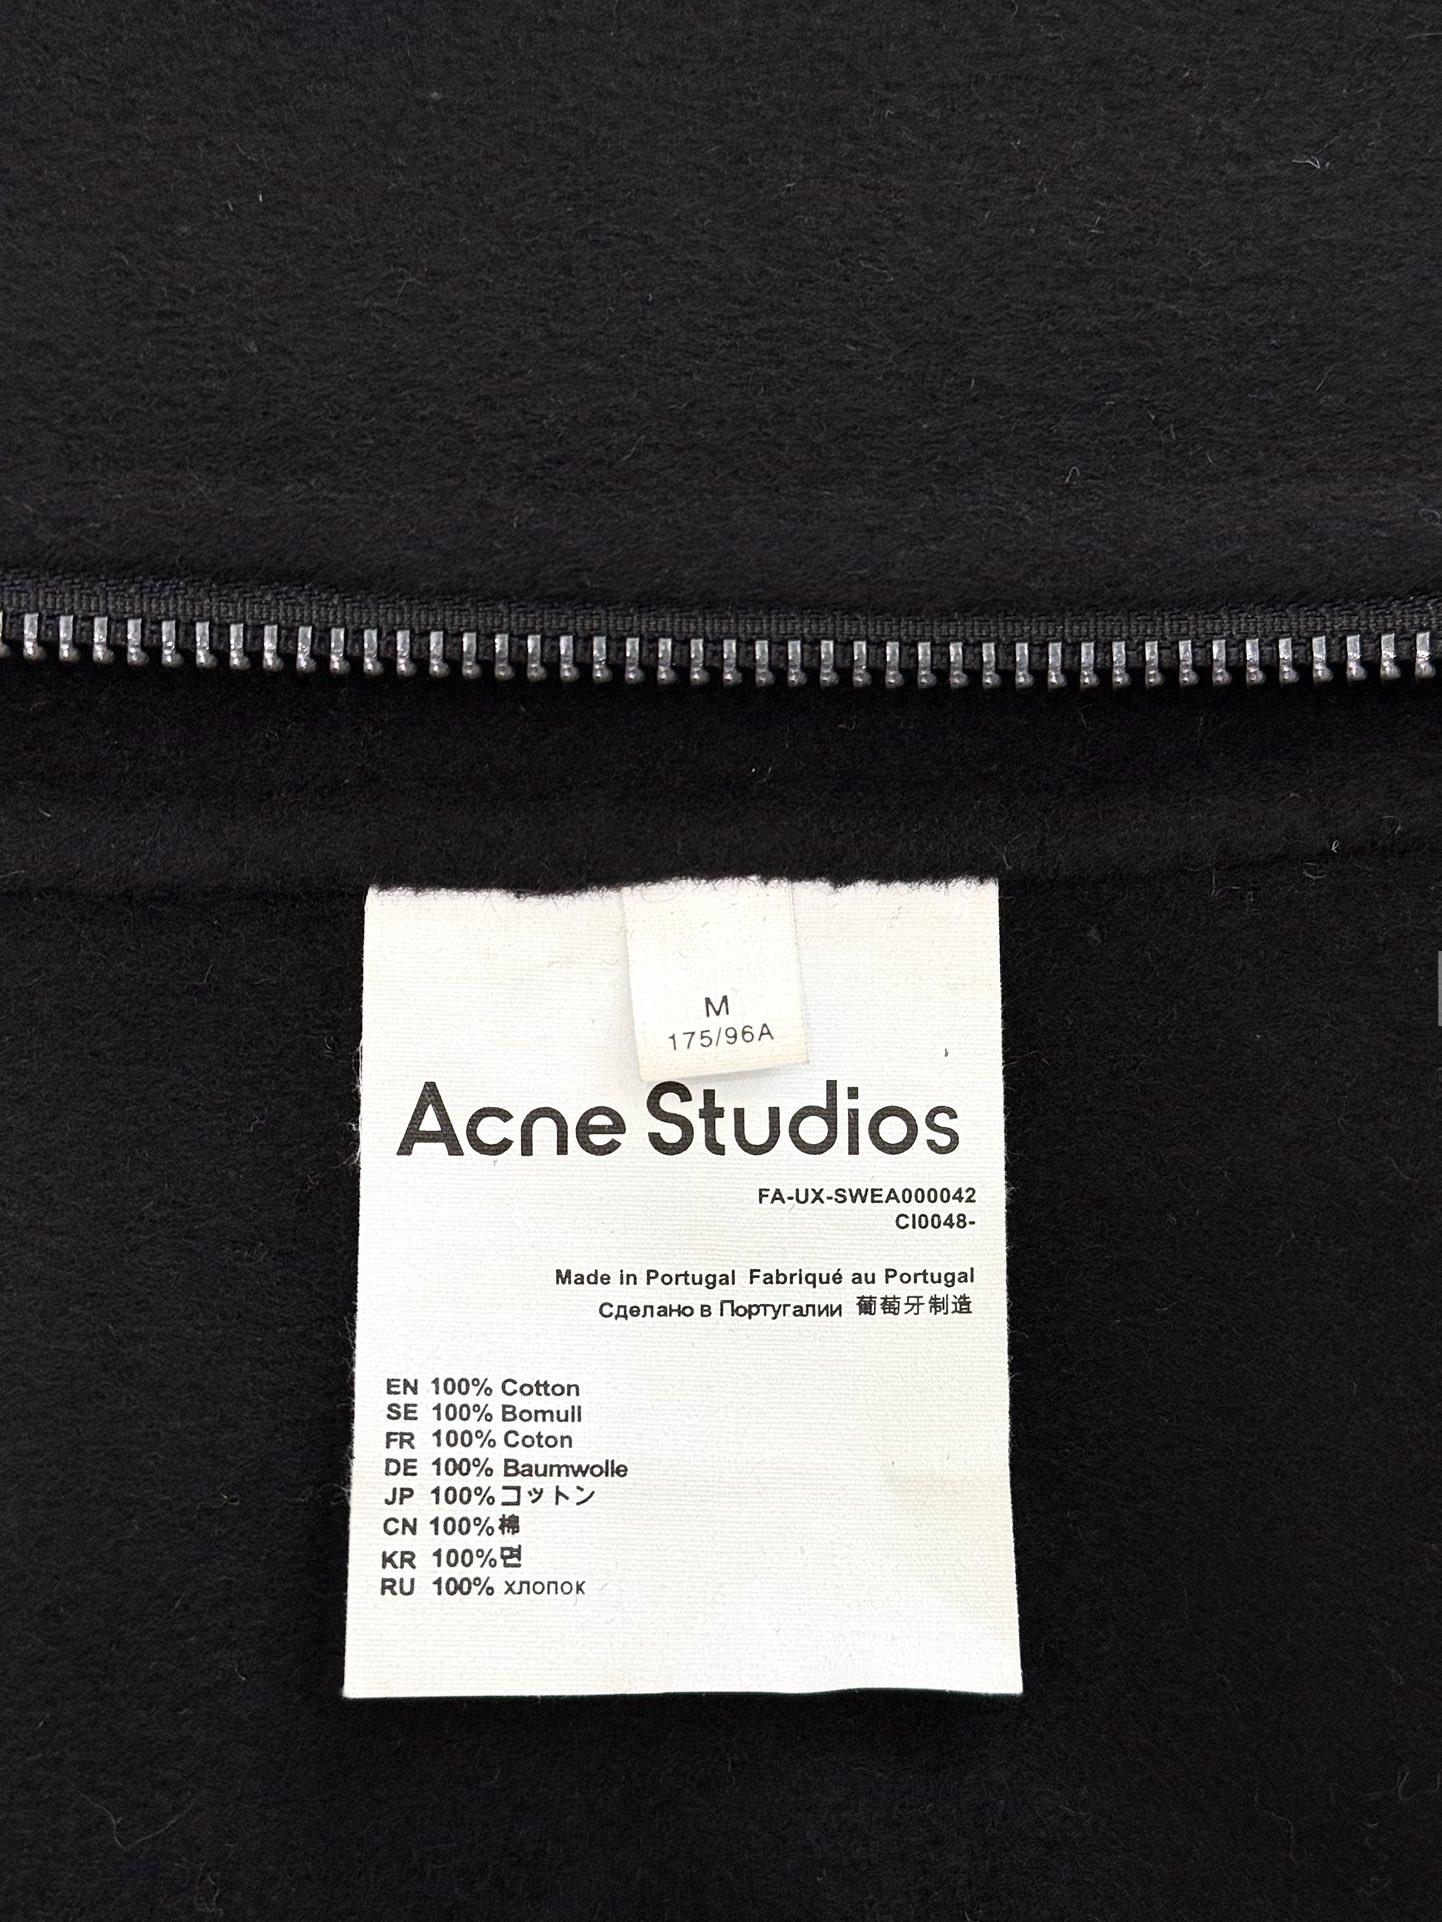 M
175/96A
Acne Studios
FA-UX-SWEA000042
CI0048-
Made in Portugal Fabriqué au Portugal
Сделано в Португалии 葡萄牙制造
EN 100% Cotton
SE 100% Bomull
FR 100% Coton
DE 100% Baumwolle
JP 100%コットン
CN 100%棉
KR 100%면
RU 100% хлопок